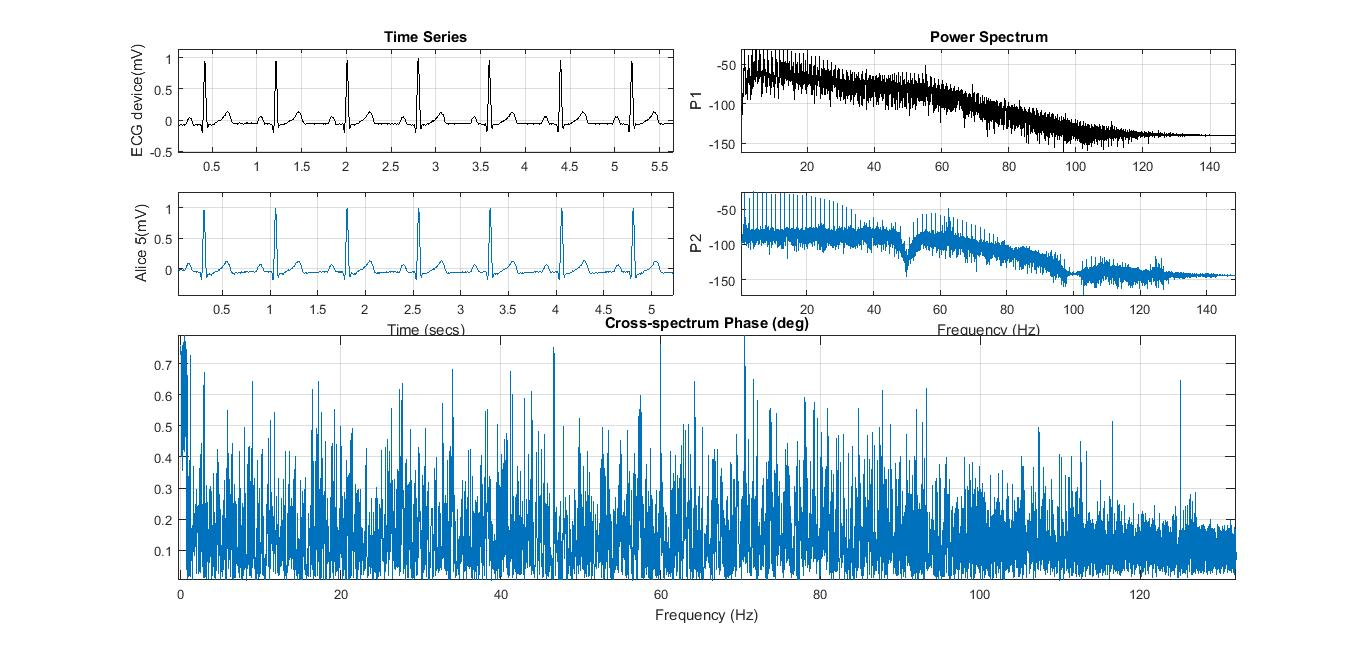 Time Series
ECG device(mV)
1
0.5
0
-0.5
0.5 1 1.5 2 2.5 3 3.5 4 4.5 5 5.5
Power Spectrum
P1
-50
-100
-150
20 40 60 80 100 120 140
Alice 5(mV)
1
0.5
0
0.5 1 1.5 2 2.5 3 3.5 4 4.5 5
Time (secs)
P2
-50
-100
-150
20 40 60 80 100 120 140
Frequency (Hz)
Cross-spectrum Phase (deg)
0.7
0.6
0.5
0.4
0.3
0.2
0.1
0 20 40 60 80 100 120
Frequency (Hz)